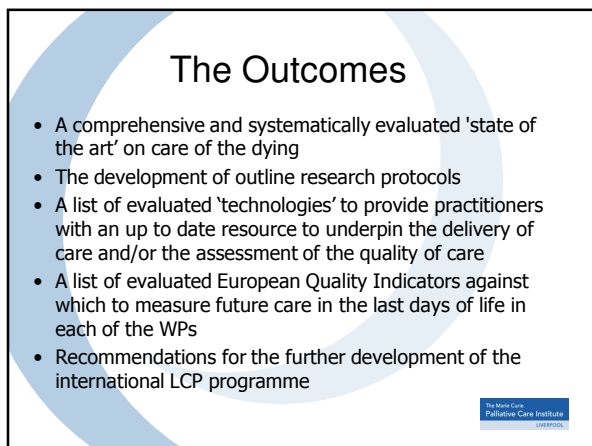 The Outcomes
• A comprehensive and systematically evaluated 'state of
the art’ on care of the dying
• The development of outline research protocols
• A list of evaluated ‘technologies’ to provide practitioners
with an up to date resource to underpin the delivery of
care and/or the assessment of the quality of care
• A list of evaluated European Quality Indicators against
which to measure future care in the last days of life in
each of the WPs
• Recommendations for the further development of the
international LCP programme
The Marie Curie
Palliative Care Institute
LIVERPOOL